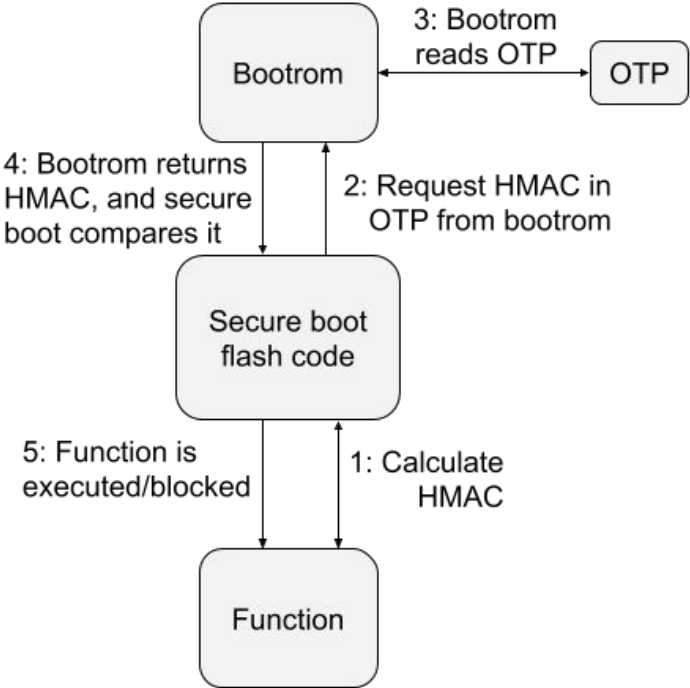 3: Bootrom
reads OTP
Bootrom
OTP
4: Bootrom returns
HMAC, and secure
boot compares it
2: Request HMAC in
OTP from bootrom
Secure boot
flash code
5: Function is
executed/blocked
1: Calculate
HMAC
Function